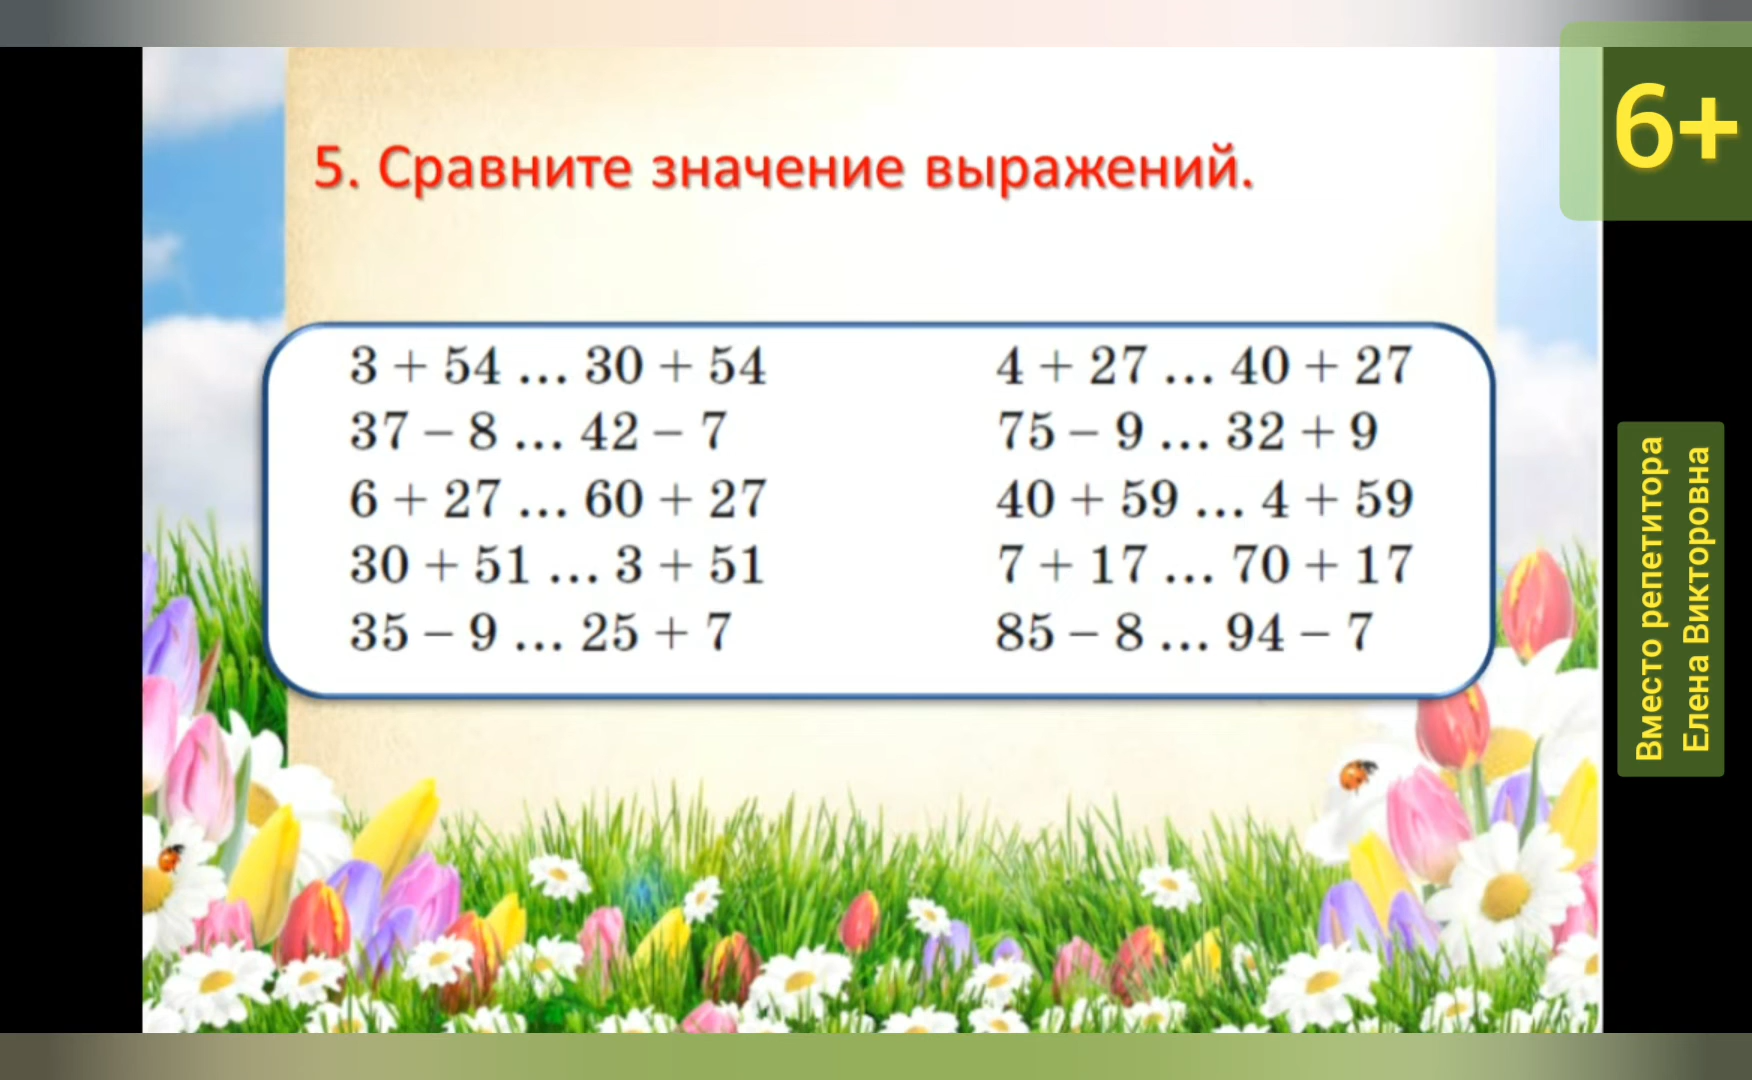 5. Сравните значение выражений.
3 + 54 ... 30 + 54
37 – 8 ... 42 – 7
6 + 27 ... 60 + 27
30 + 51 ... 3 + 51
35 – 9 ... 25 + 7
4 + 27 ... 40 + 27
75 – 9 ... 32 + 9
40 + 59 ... 4 + 59
7 + 17 ... 70 + 17
85 – 8 ... 94 – 7
6+
Вместо репетитора
Елена Викторовна